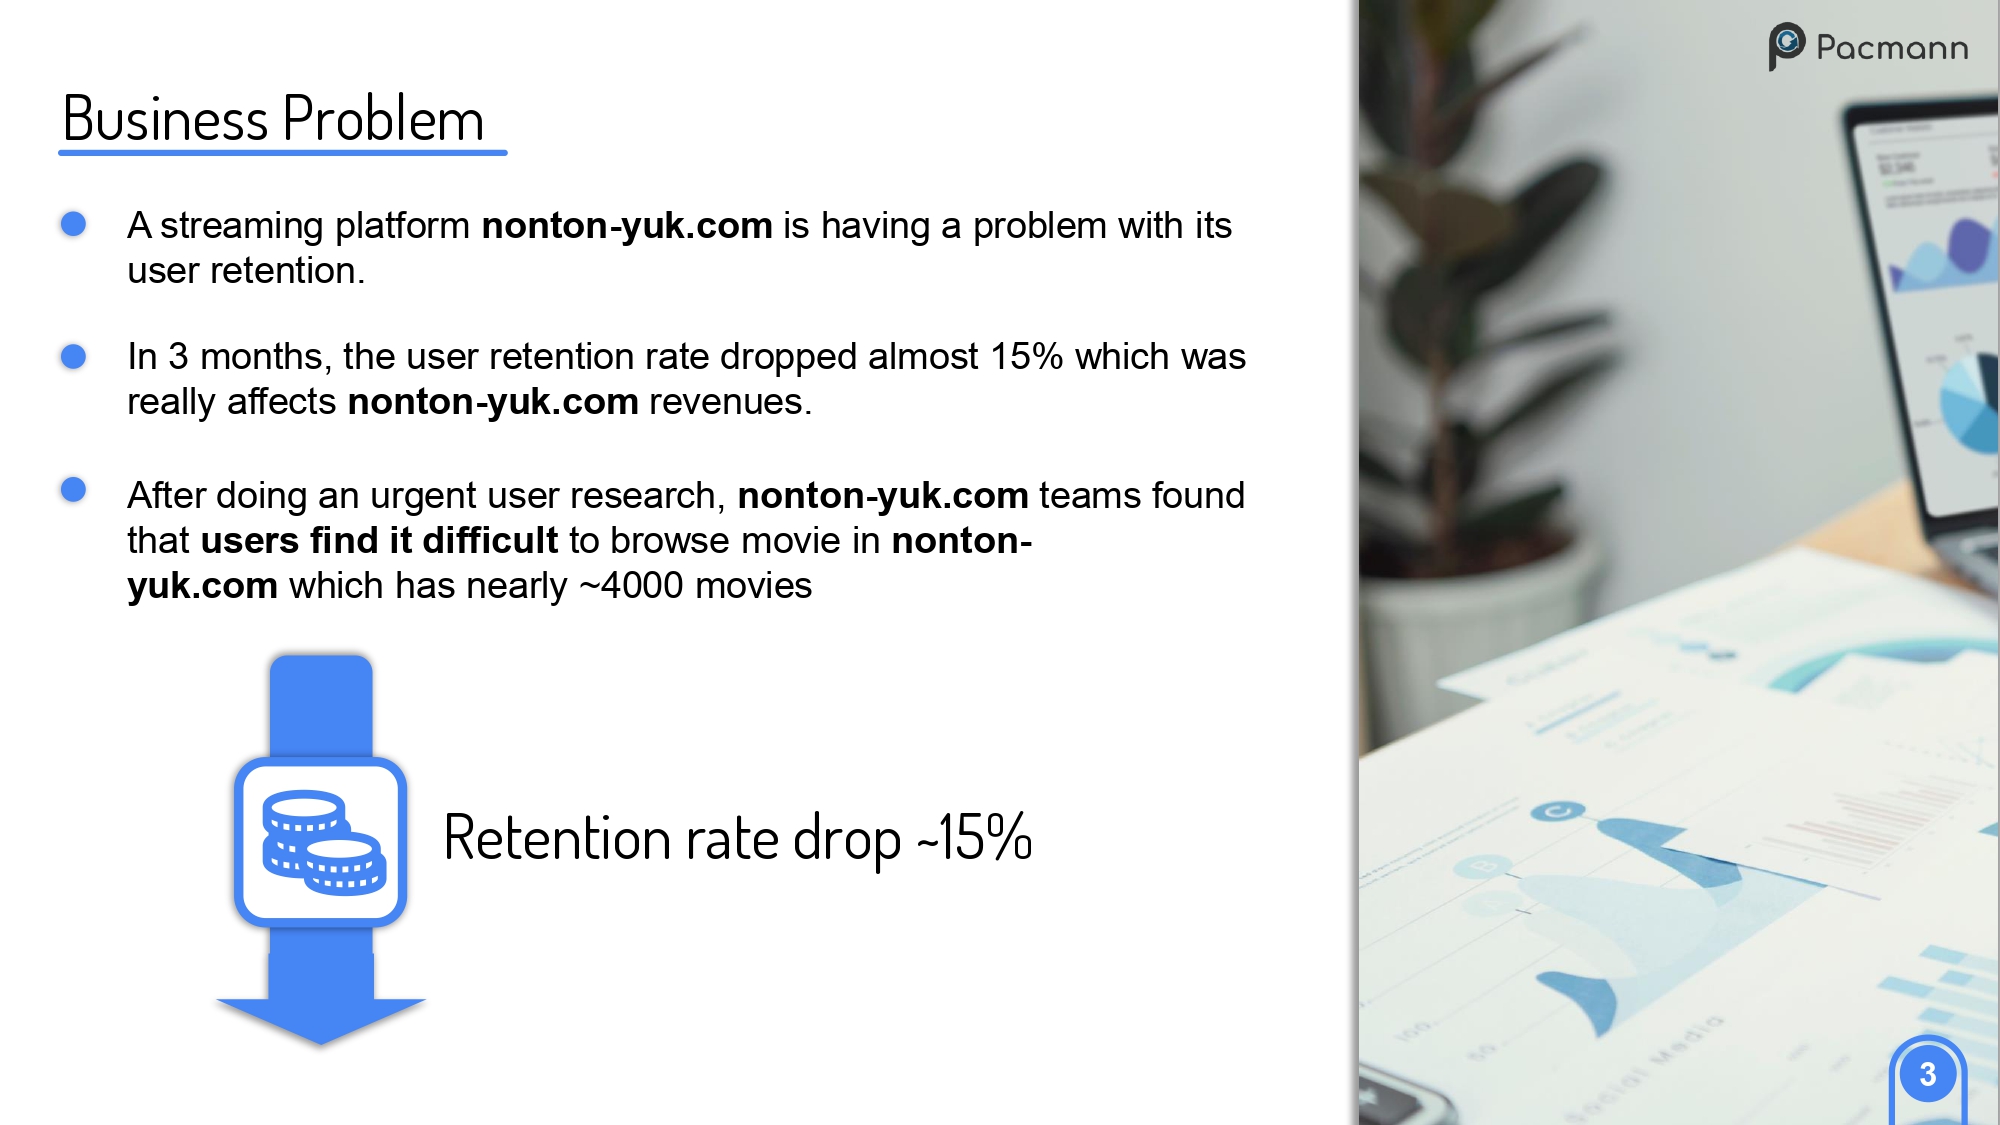 Pacmann
Business Problem
A streaming platform nonton-yuk.com is having a problem with its
user retention.
In 3 months, the user retention rate dropped almost 15% which was
really affects nonton-yuk.com revenues.
After doing an urgent user research, nonton-yuk.com teams found
that users find it difficult to browse movie in nonton-
yuk.com which has nearly ~4000 movies
Retention rate drop ~15%
C
B
Social Media
3